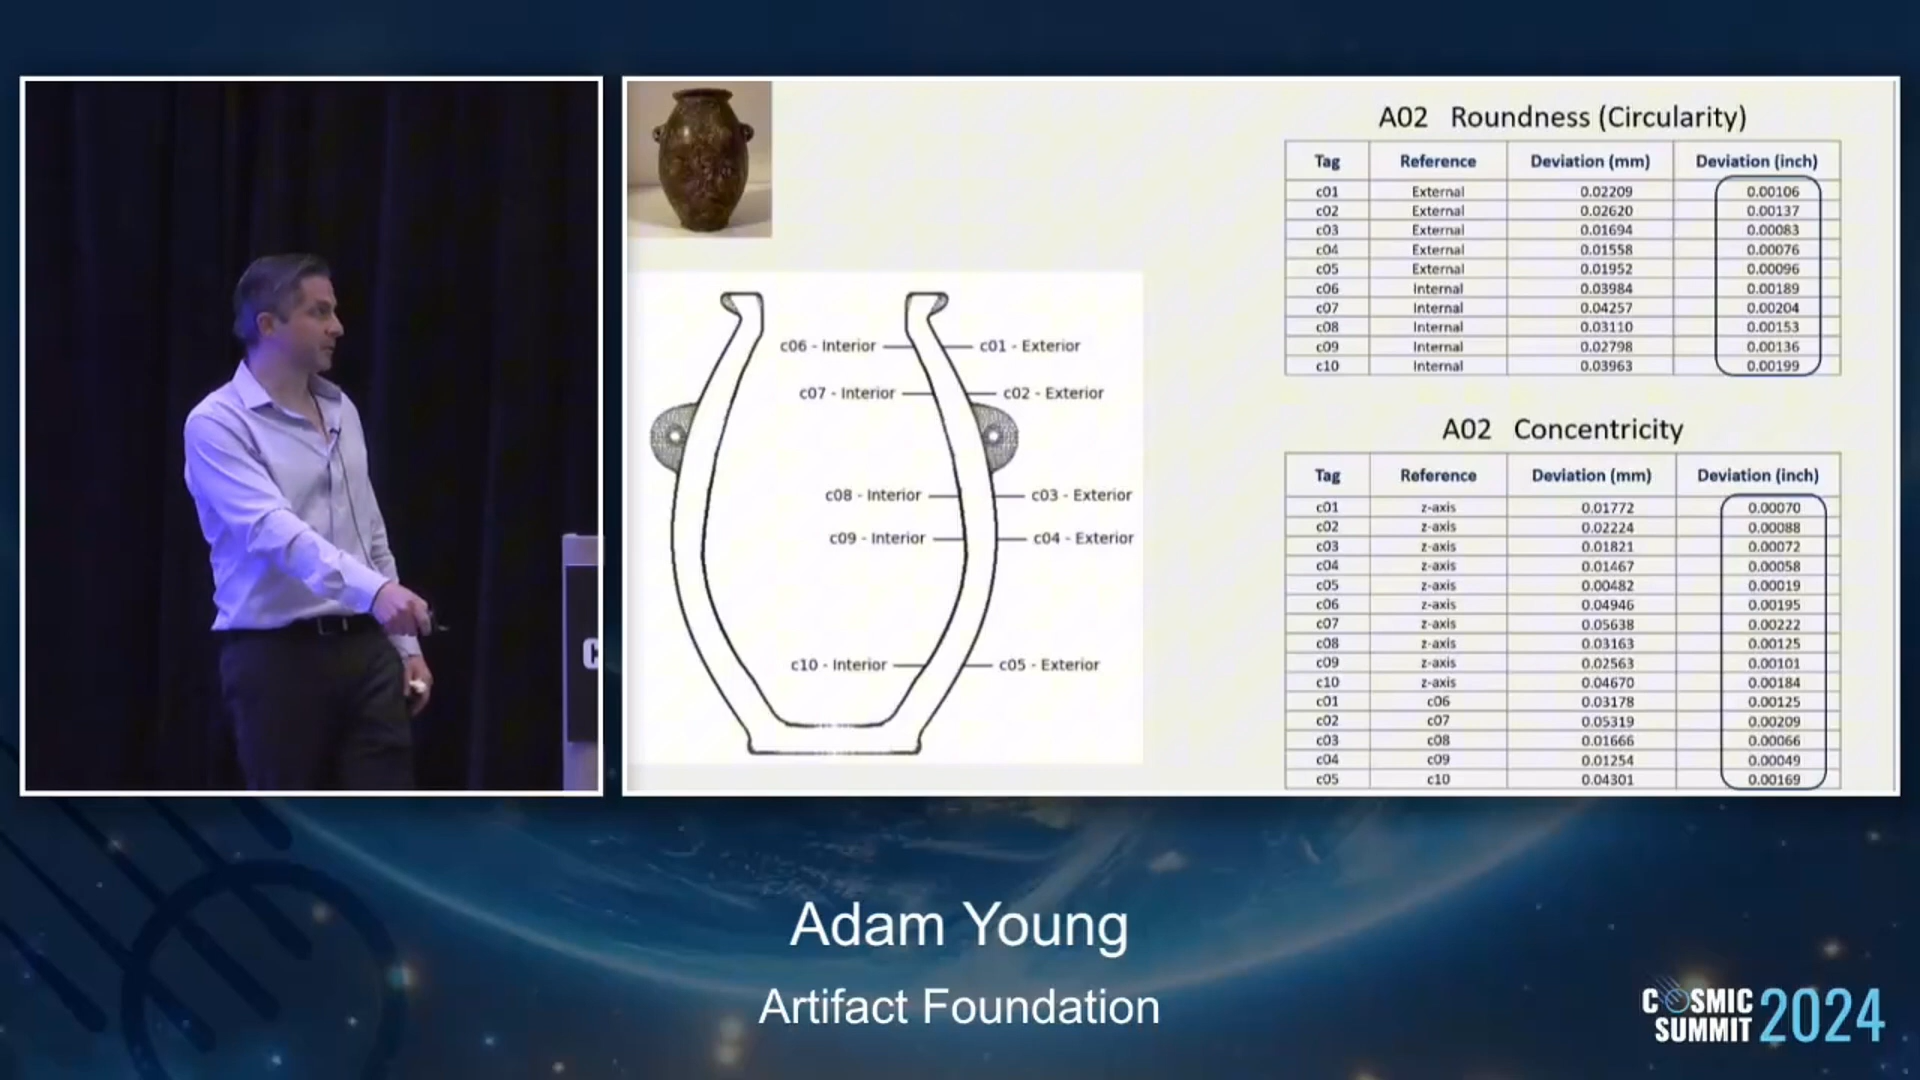 A02 Roundness (Circularity)
Tag Reference Deviation (mm) Deviation (inch)
c01 External 0.02209 0.00106
c02 External 0.02620 0.00137
c03 External 0.01694 0.00083
c04 External 0.01558 0.00076
c05 External 0.01952 0.00096
c06 Internal 0.03984 0.00189
c07 Internal 0.04257 0.00204
c08 Internal 0.03110 0.00153
c09 Internal 0.02798 0.00136
c10 Internal 0.03963 0.00199
c06 - Interior c01 - Exterior
c07 - Interior c02 - Exterior
c08 - Interior c03 - Exterior
c09 - Interior c04 - Exterior
c10 - Interior c05 - Exterior
A02 Concentricity
Tag Reference Deviation (mm) Deviation (inch)
c01 z-axis 0.01772 0.00070
c02 z-axis 0.02224 0.00088
c03 z-axis 0.01821 0.00072
c04 z-axis 0.01467 0.00058
c05 z-axis 0.00482 0.00019
c06 z-axis 0.04946 0.00195
c07 z-axis 0.05638 0.00222
c08 z-axis 0.03163 0.00125
c09 z-axis 0.02563 0.00101
c10 z-axis 0.04670 0.00184
c01 c06 0.03178 0.00125
c02 c07 0.05319 0.00209
c03 c08 0.01666 0.00066
c04 c09 0.01254 0.00049
c05 c10 0.04301 0.00169
Adam Young
Artifact Foundation
COSMIC
SUMMIT 2024